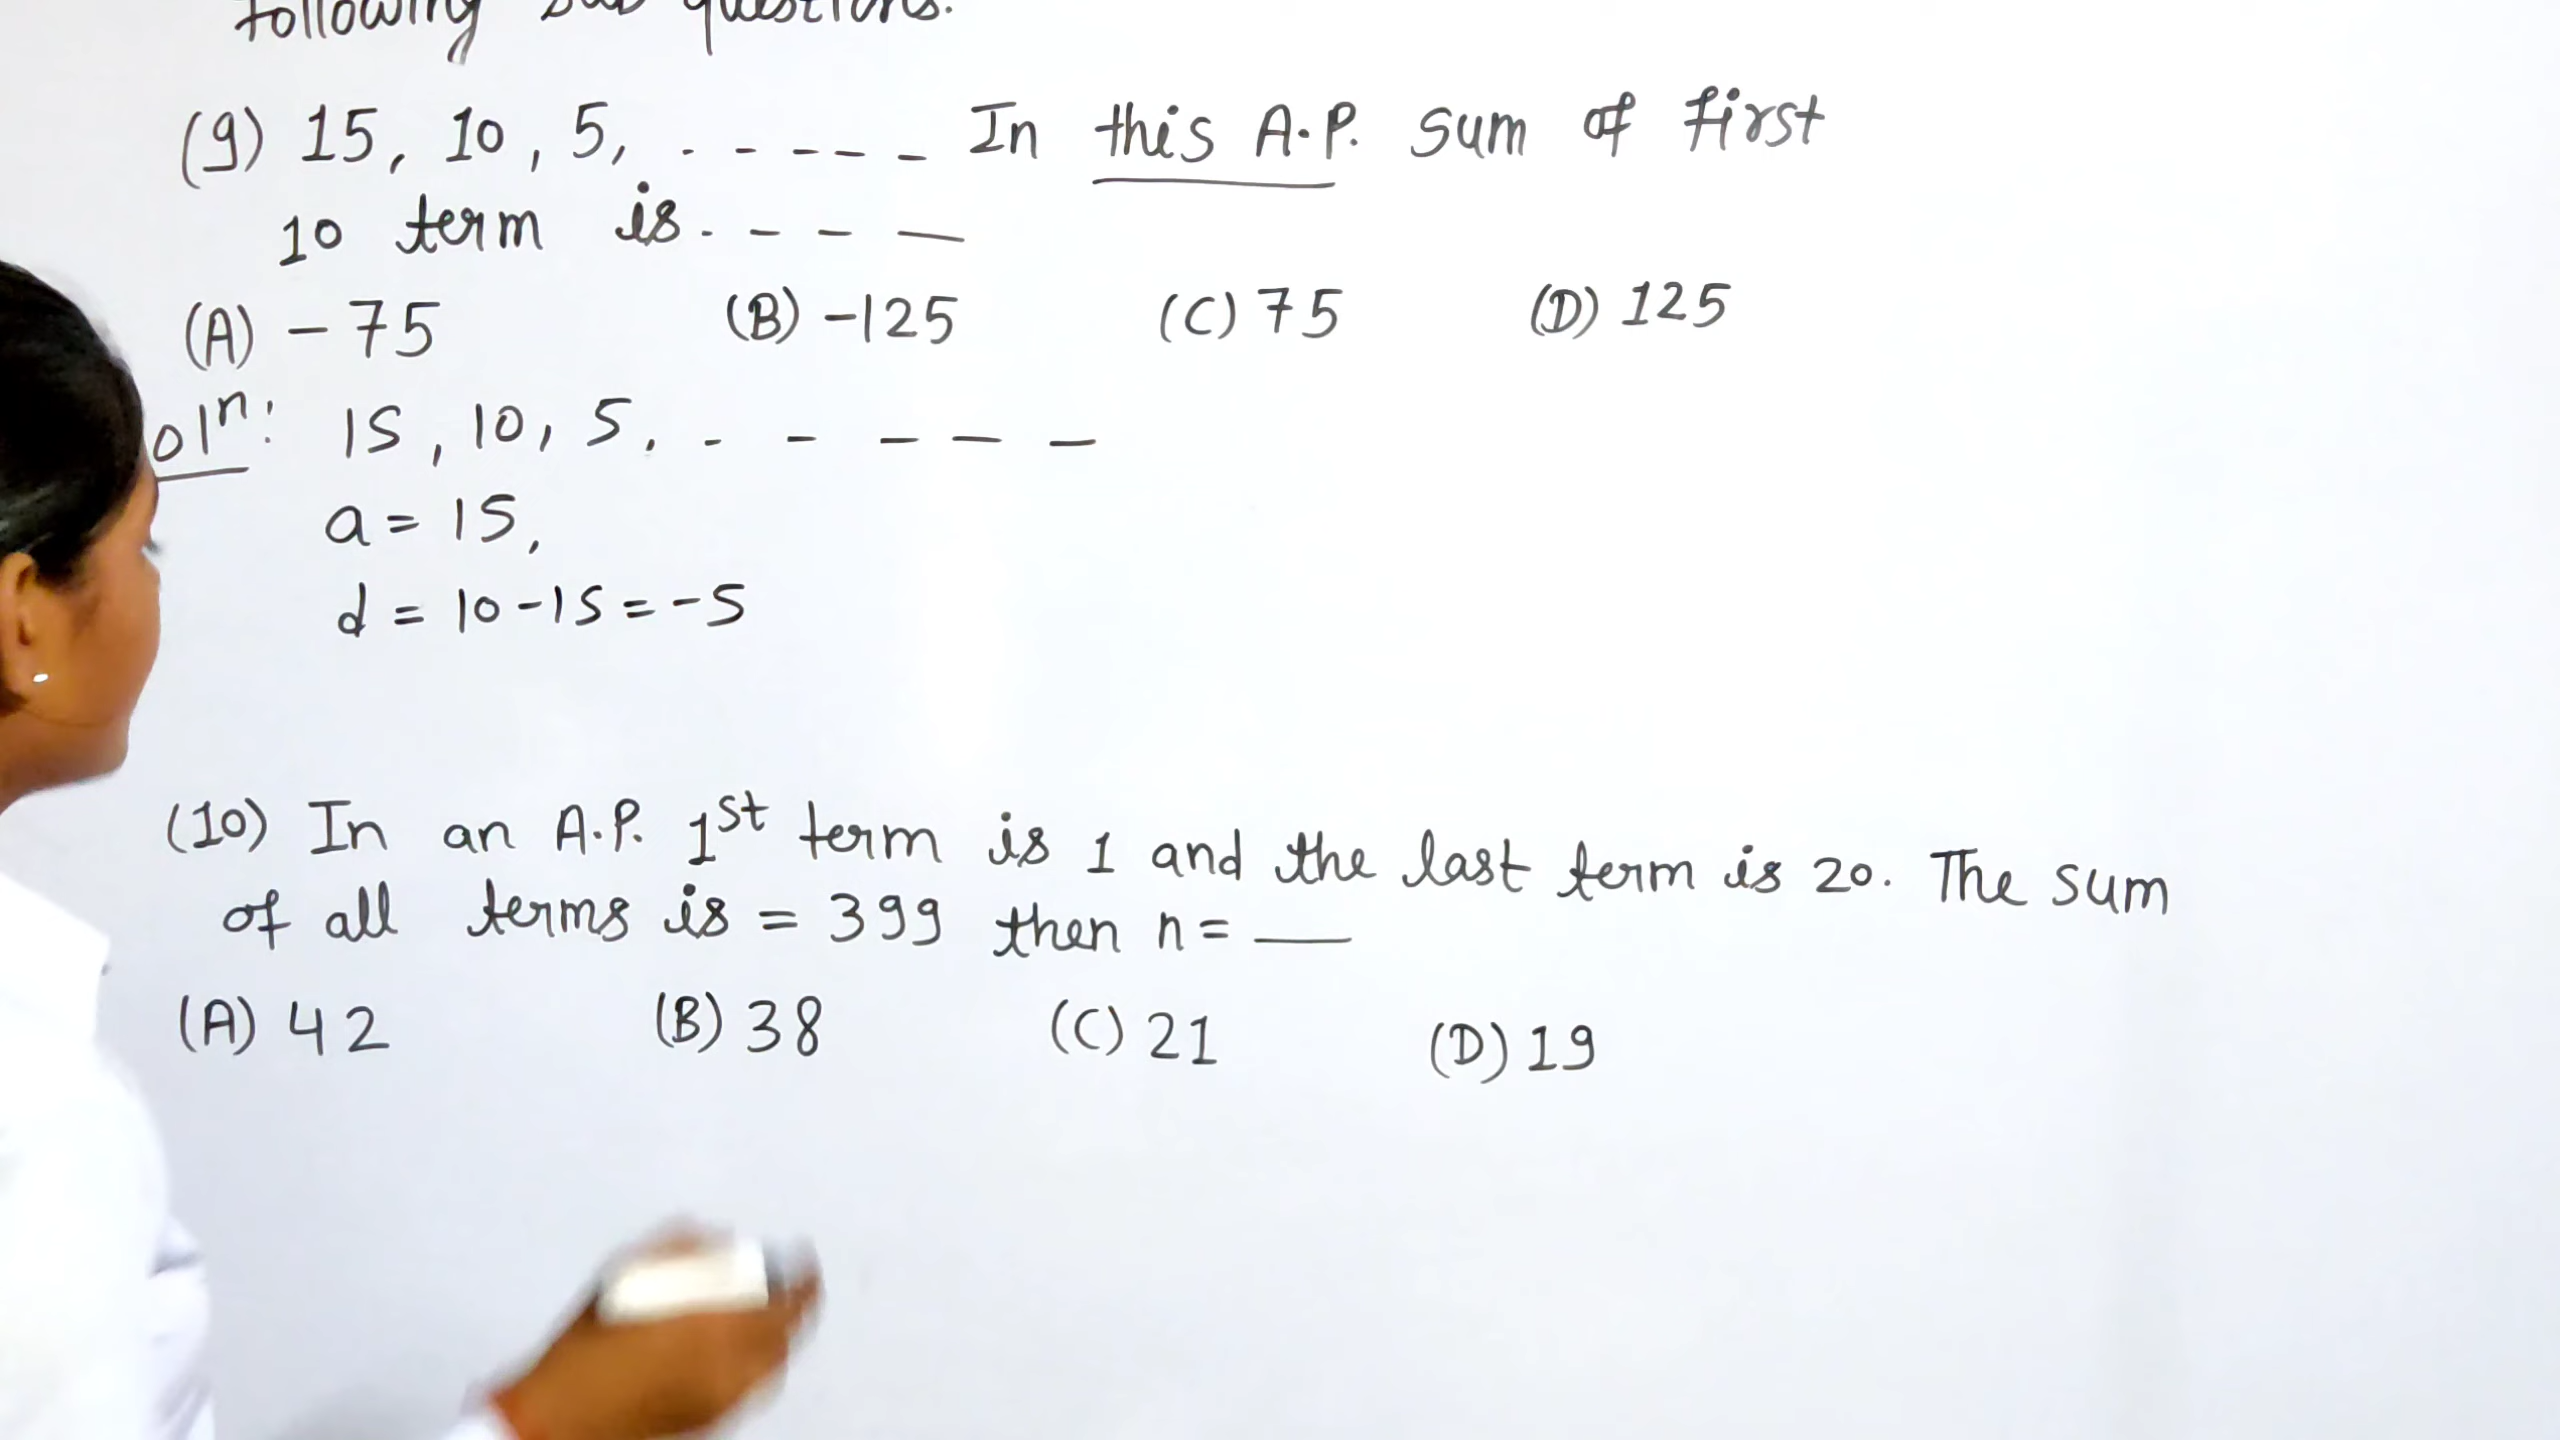 following sub questions.
(9) 15, 10, 5, . - - - - - In this A.P. sum of first
10 term is. - - - —
(A) - 75 (B) -125 (C) 75 (D) 125
olⁿ: 15, 10, 5, . - - - - -
a = 15,
d = 10 - 15 = -5
(10) In an A.P. 1ˢᵗ term is 1 and the last term is 20. The sum
of all terms is = 399 then n = —
(A) 42 (B) 38 (C) 21 (D) 19